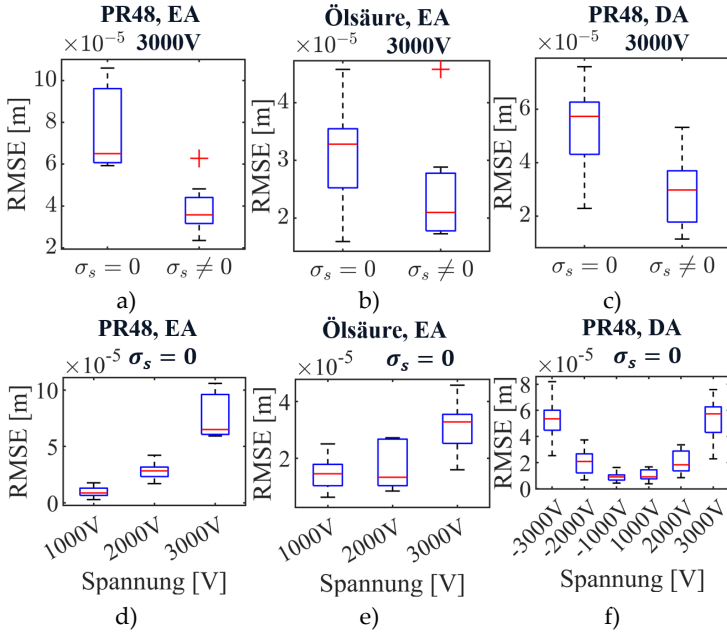 PR48, EA
×10⁻⁵ 3000V
RMSE [m]
10
8
6
4
2
σₛ = 0 σₛ ≠ 0
a)
Ölsäure, EA
×10⁻⁵ 3000V
RMSE [m]
4
3
2
σₛ = 0 σₛ ≠ 0
b)
PR48, DA
×10⁻⁵ 3000V
RMSE [m]
6
4
2
σₛ = 0 σₛ ≠ 0
c)
PR48, EA
×10⁻⁵ σₛ = 0
RMSE [m]
10
5
0
1000V 2000V 3000V
Spannung [V]
d)
Ölsäure, EA
×10⁻⁵ σₛ = 0
RMSE [m]
4
2
1000V 2000V 3000V
Spannung [V]
e)
PR48, DA
×10⁻⁵ σₛ = 0
RMSE [m]
8
6
4
2
0
-3000V -2000V -1000V 1000V 2000V 3000V
Spannung [V]
f)